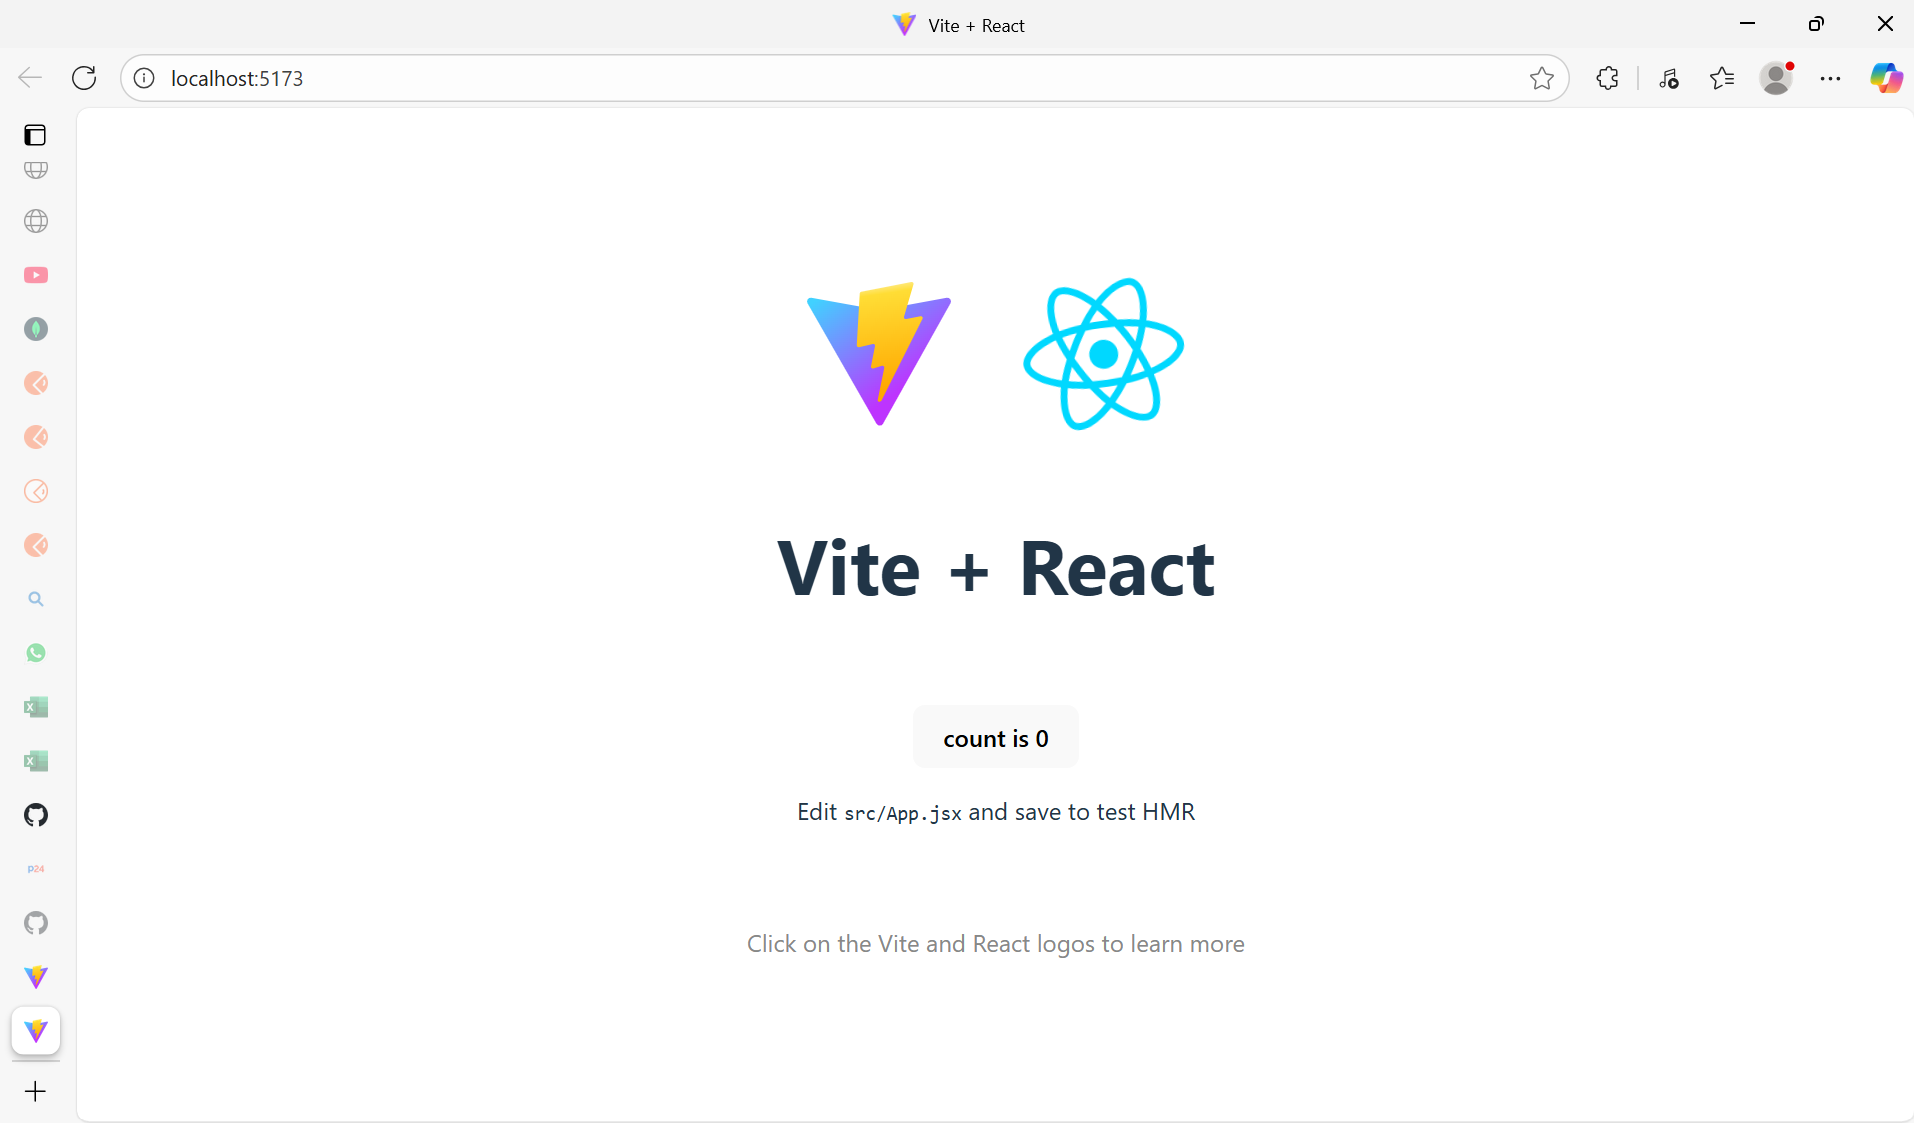 Vite + React
localhost:5173
P24
Vite + React
count is 0
Edit src/App.jsx and save to test HMR
Click on the Vite and React logos to learn more